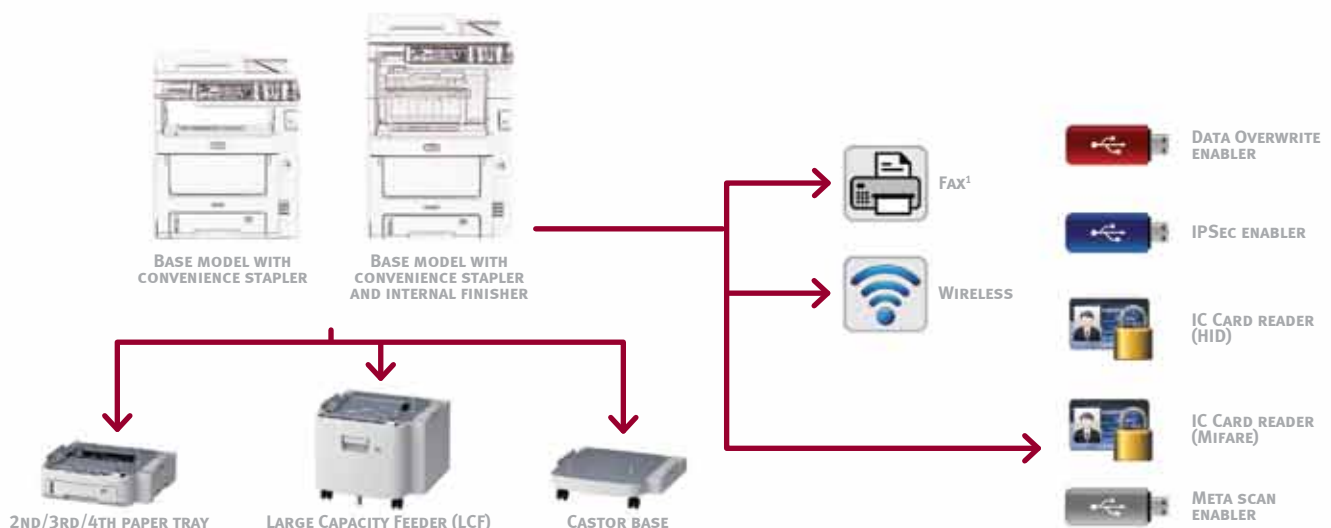 BASE MODEL WITH
CONVENIENCE STAPLER
BASE MODEL WITH
CONVENIENCE STAPLER
AND INTERNAL FINISHER
FAX¹
WIRELESS
DATA OVERWRITE
ENABLER
IPSEC ENABLER
IC CARD READER
(HID)
IC CARD READER
(MIFARE)
META SCAN
ENABLER
2ND/3RD/4TH PAPER TRAY
LARGE CAPACITY FEEDER (LCF)
CASTOR BASE